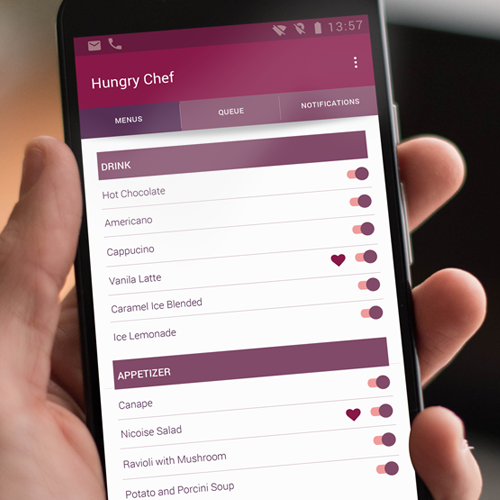 13:57
Hungry Chef
MENUS QUEUE NOTIFICATIONS
DRINK
Hot Chocolate
Americano
Cappucino
Vanila Latte
Caramel Ice Blended
Ice Lemonade
APPETIZER
Canape
Nicoise Salad
Ravioli with Mushroom
Potato and Porcini Soup